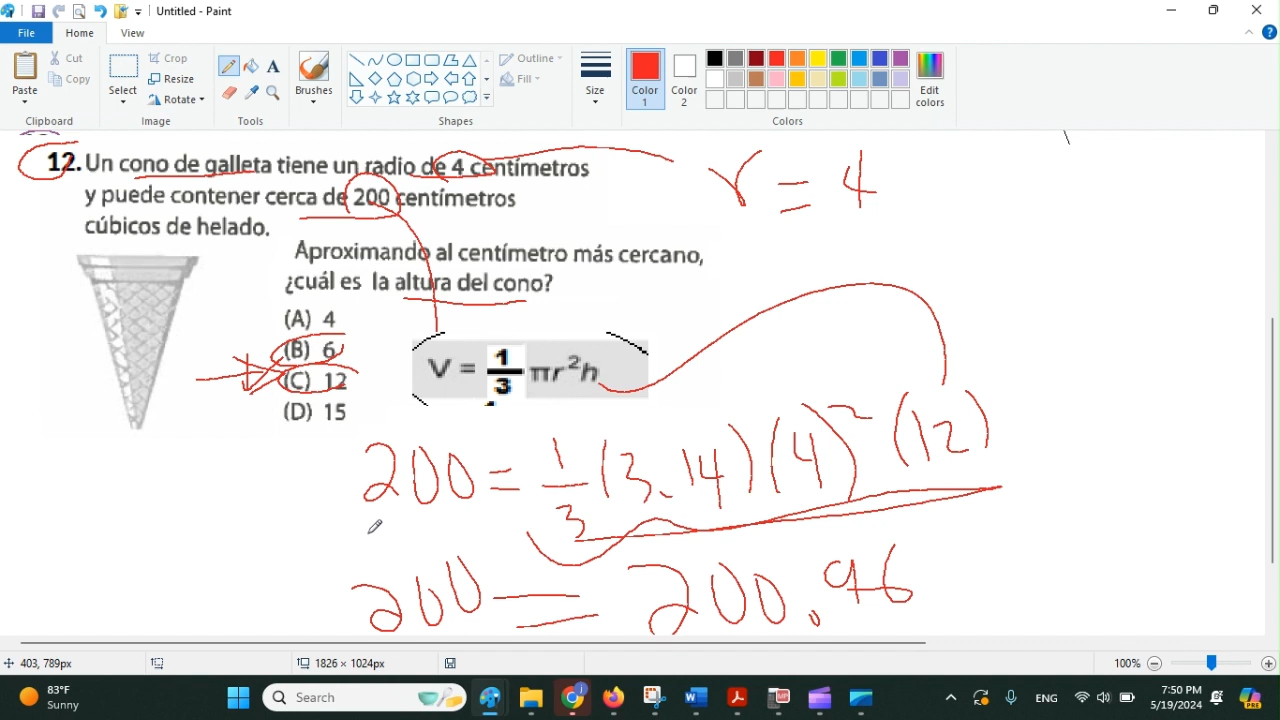 Untitled - Paint
File
Home
View
Paste
Cut
Copy
Clipboard
Select
Crop
Resize
Rotate
Image
A
Tools
Brushes
Outline
Fill
Shapes
Size
Color 1
Color 2
Edit colors
Colors
12. Un cono de galleta tiene un radio de 4 centímetros
y puede contener cerca de 200 centímetros
cúbicos de helado.
r = 4
Aproximando al centímetro más cercano,
¿cuál es la altura del cono?
(A) 4
(B) 6
(C) 12
(D) 15
V = 1/3 πr²h
200 = 1/3 (3.14)(4)² (12)
200 = 200.96
403, 789px
1826 × 1024px
100%
83°F
Sunny
Search
ENG
7:50 PM
5/19/2024